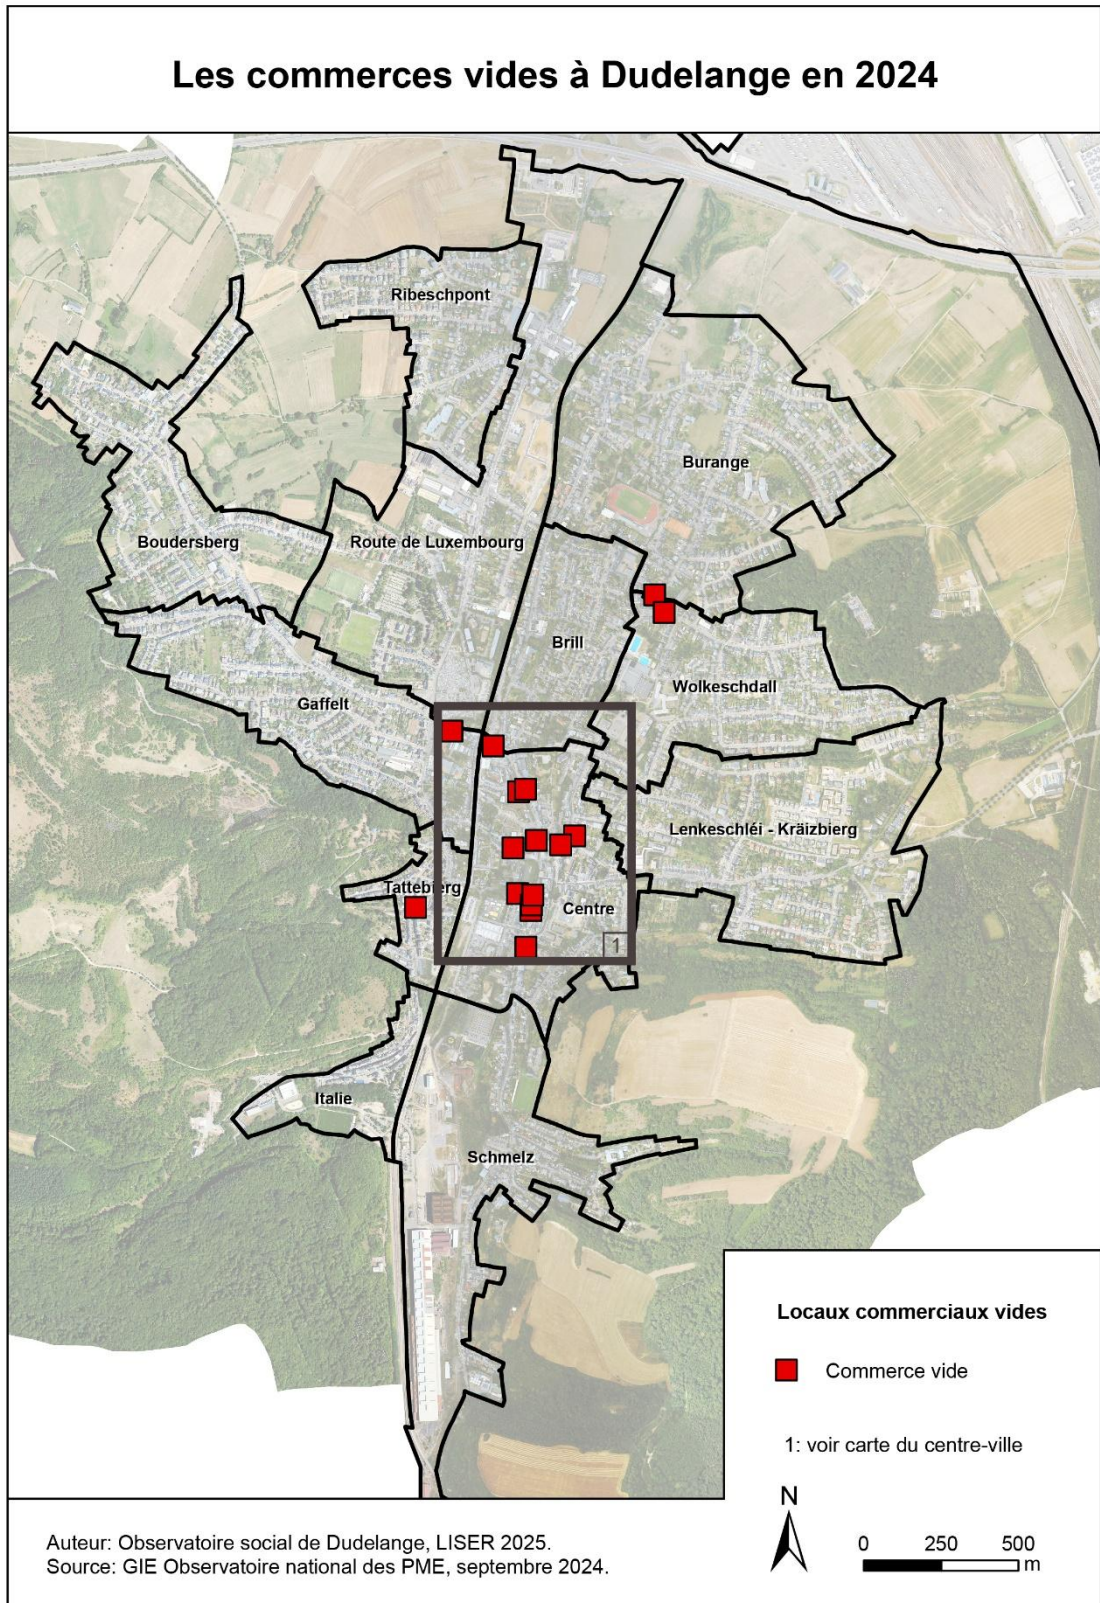 Les commerces vides à Dudelange en 2024
Ribeschpont
Burange
Boudersberg
Route de Luxembourg
Brill
Wolkeschdall
Gaffelt
Lenkeschléi - Kräizbierg
Tattebierg
Centre
1
Italie
Schmelz
Locaux commerciaux vides
Commerce vide
1: voir carte du centre-ville
N
0 250 500
m
Auteur: Observatoire social de Dudelange, LISER 2025.
Source: GIE Observatoire national des PME, septembre 2024.